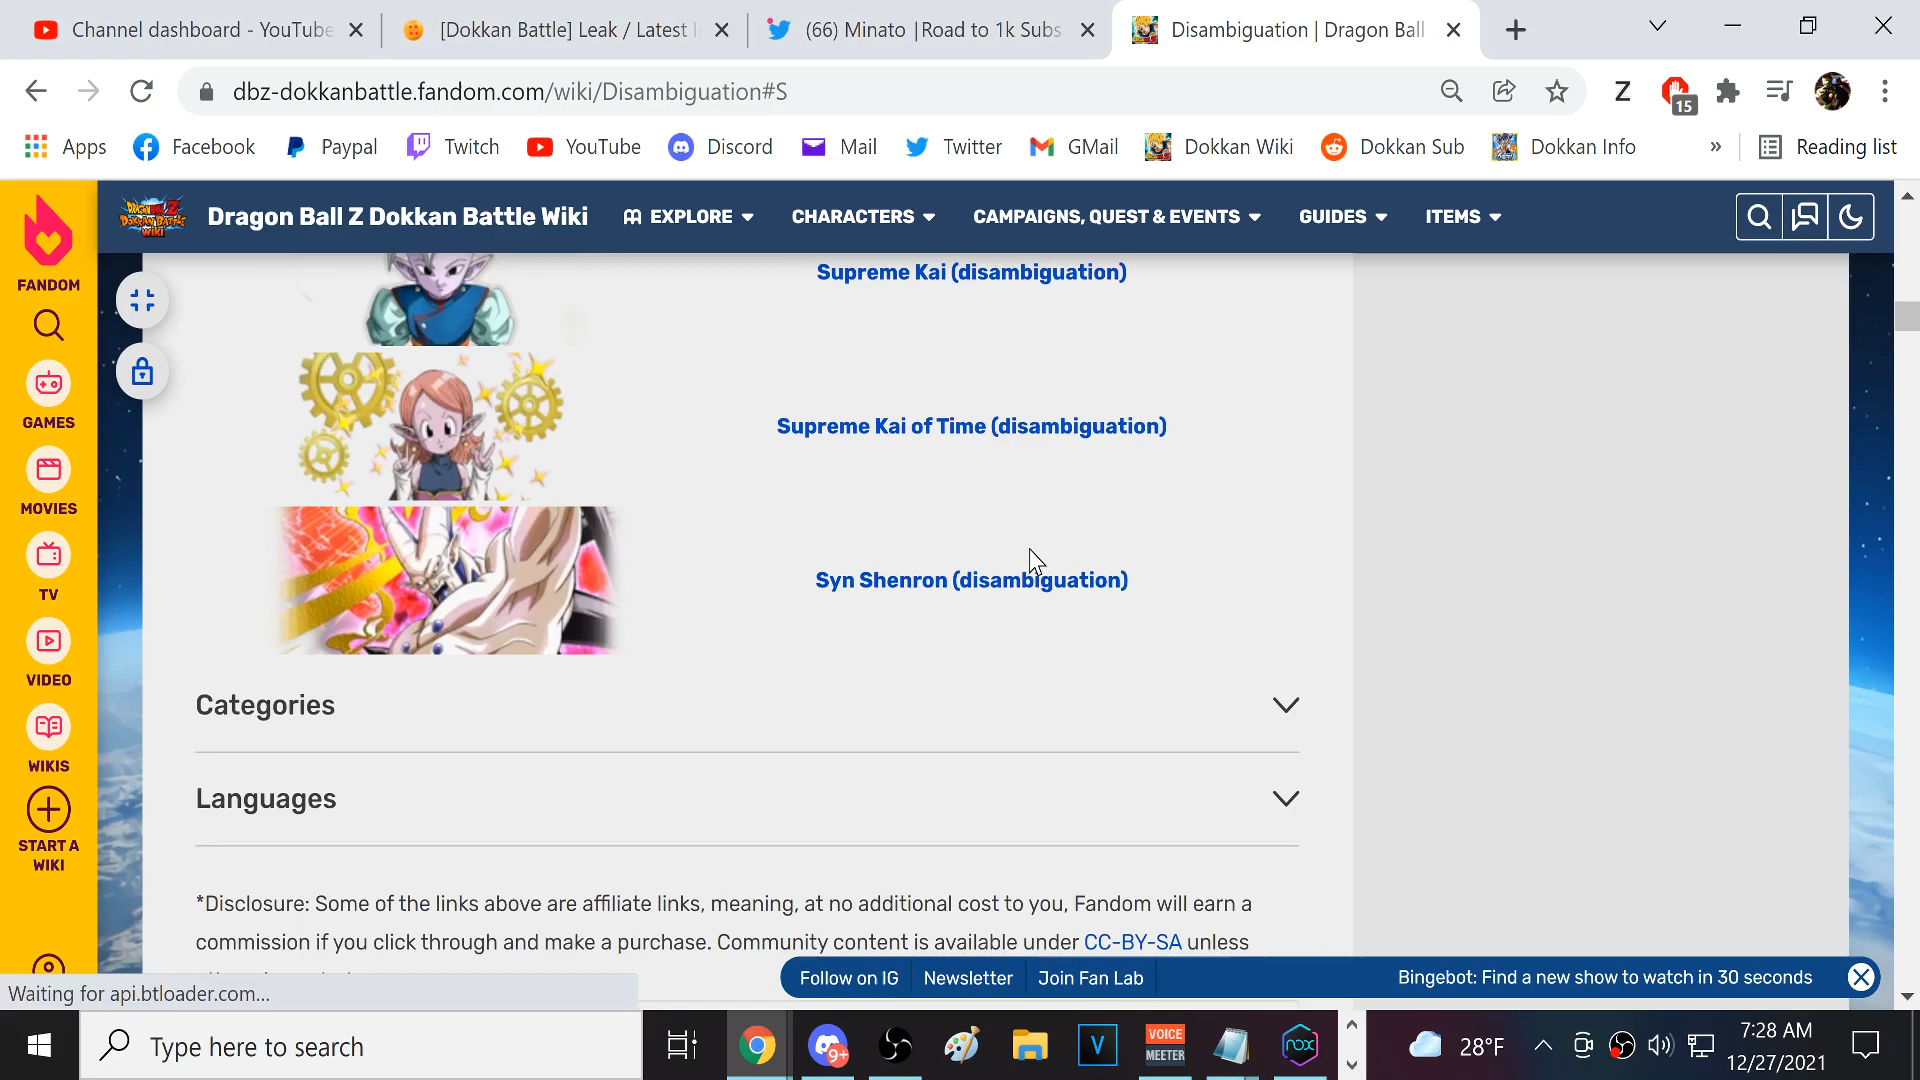 Channel dashboard - YouTube
[Dokkan Battle] Leak / Latest I
(66) Minato |Road to 1k Subs
Disambiguation | Dragon Ball
dbz-dokkanbattle.fandom.com/wiki/Disambiguation#S
Z
15
Apps
Facebook
Paypal
Twitch
YouTube
Discord
Mail
Twitter
GMail
Dokkan Wiki
Dokkan Sub
Dokkan Info
»
Reading list
FANDOM
GAMES
MOVIES
TV
VIDEO
WIKIS
START A
WIKI
Dragon Ball Z Dokkan Battle Wiki
EXPLORE
CHARACTERS
CAMPAIGNS, QUEST & EVENTS
GUIDES
ITEMS
Supreme Kai (disambiguation)
Supreme Kai of Time (disambiguation)
Syn Shenron (disambiguation)
Categories
Languages
*Disclosure: Some of the links above are affiliate links, meaning, at no additional cost to you, Fandom will earn a
commission if you click through and make a purchase. Community content is available under CC-BY-SA unless
Follow on IG
Newsletter
Join Fan Lab
Bingebot: Find a new show to watch in 30 seconds
Waiting for api.btloader.com...
Type here to search
9+
V
VOICE
MEETER
nox
28°F
7:28 AM
12/27/2021